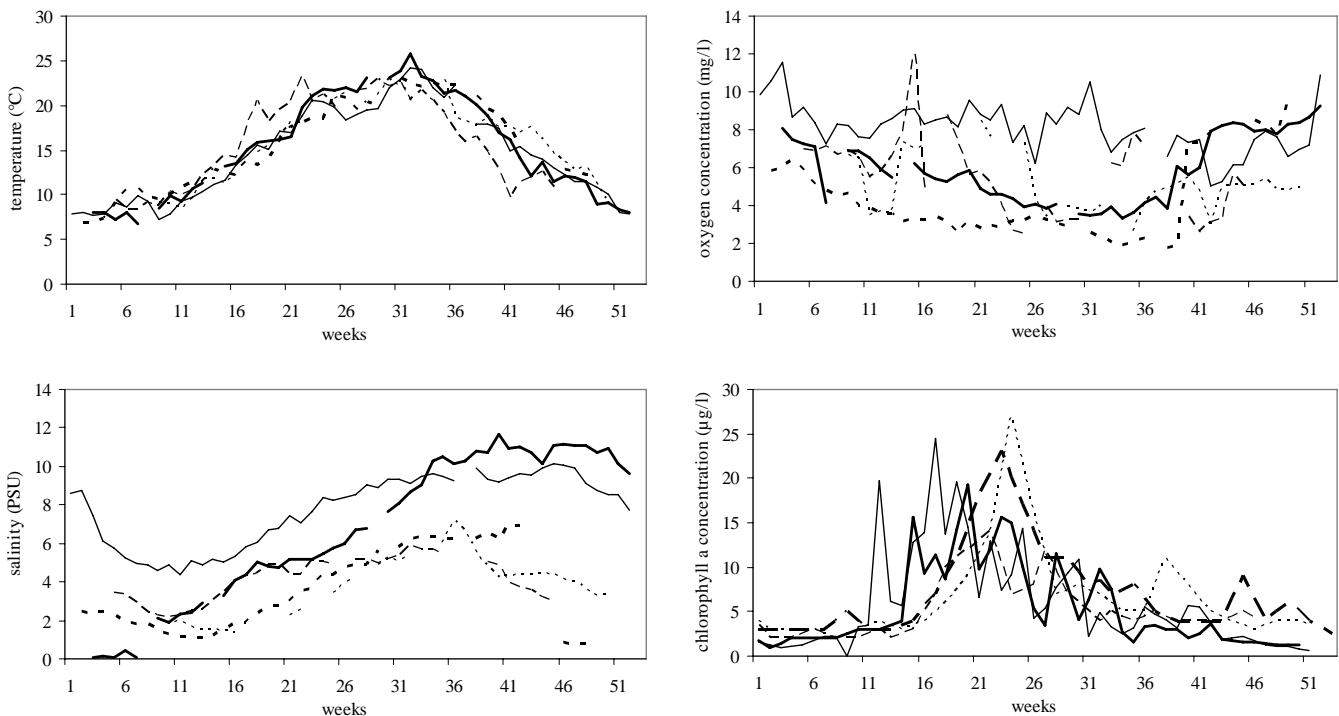 temperature (°C)
30
25
20
15
10
5
0
1 6 11 16 21 26 31 36 41 46 51
weeks
oxygen concentration (mg/l)
14
12
10
8
6
4
2
0
1 6 11 16 21 26 31 36 41 46 51
weeks
salinity (PSU)
14
12
10
8
6
4
2
0
1 6 11 16 21 26 31 36 41 46 51
weeks
chlorophyll a concentration (µg/l)
30
25
20
15
10
5
0
1 6 11 16 21 26 31 36 41 46 51
weeks